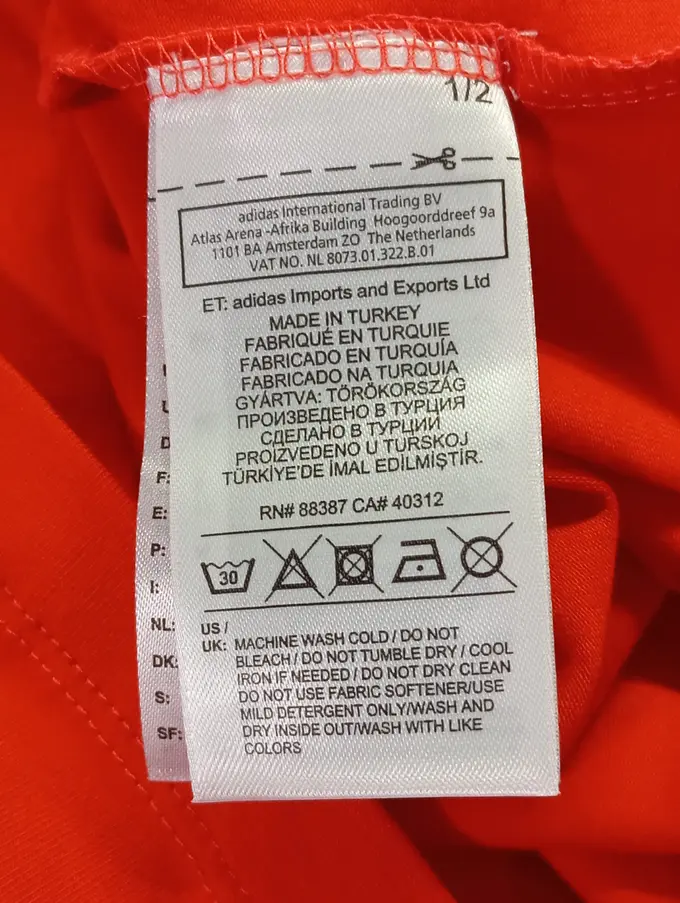 1/2
adidas International Trading BV
Atlas Arena -Afrika Building Hoogoorddreef 9a
1101 BA Amsterdam ZO The Netherlands
VAT NO. NL 8073.01.322.B.01
ET: adidas Imports and Exports Ltd
MADE IN TURKEY
FABRIQUÉ EN TURQUIE
FABRICADO EN TURQUÍA
FABRICADO NA TURQUIA
GYÁRTVA: TÖRÖKORSZÁG
ПРОИЗВЕДЕНО В ТУРЦИЯ
СДЕЛАНО В ТУРЦИИ
PROIZVEDENO U TURSKOJ
TÜRKİYE'DE İMAL EDİLMİŞTİR.
RN# 88387 CA# 40312
30
US /
UK: MACHINE WASH COLD / DO NOT
BLEACH / DO NOT TUMBLE DRY / COOL
IRON IF NEEDED / DO NOT DRY CLEAN
DO NOT USE FABRIC SOFTENER/USE
MILD DETERGENT ONLY/WASH AND
DRY INSIDE OUT/WASH WITH LIKE
COLORS
F:
E:
P:
I:
NL:
DK:
S:
SF: